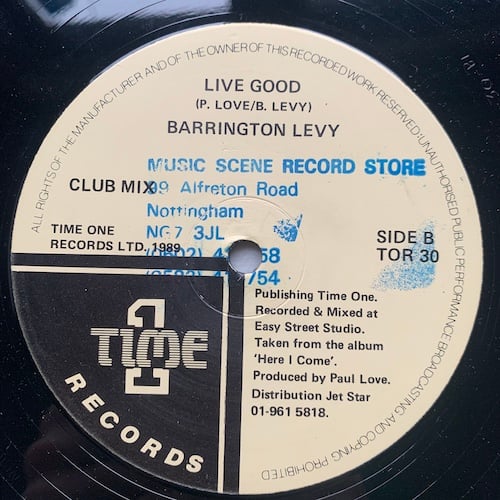 ALL RIGHTS OF THE MANUFACTURER AND OF THE OWNER OF THIS RECORDED WORK RESERVED. UNAUTHORISED PUBLIC PERFORMANCE BROADCASTING AND COPYING PROHIBITED
LIVE GOOD
(P. LOVE/B. LEVY)
BARRINGTON LEVY
MUSIC SCENE RECORD STORE
CLUB MIX
Alfreton Road
Nottingham
NG7 3JL
TIME ONE
RECORDS LTD. 1989
SIDE B
TOR 30
Publishing Time One.
Recorded & Mixed at
Easy Street Studio.
Taken from the album
'Here I Come'.
Produced by Paul Love.
Distribution Jet Star
01-961 5818.
1
TIME
RECORDS